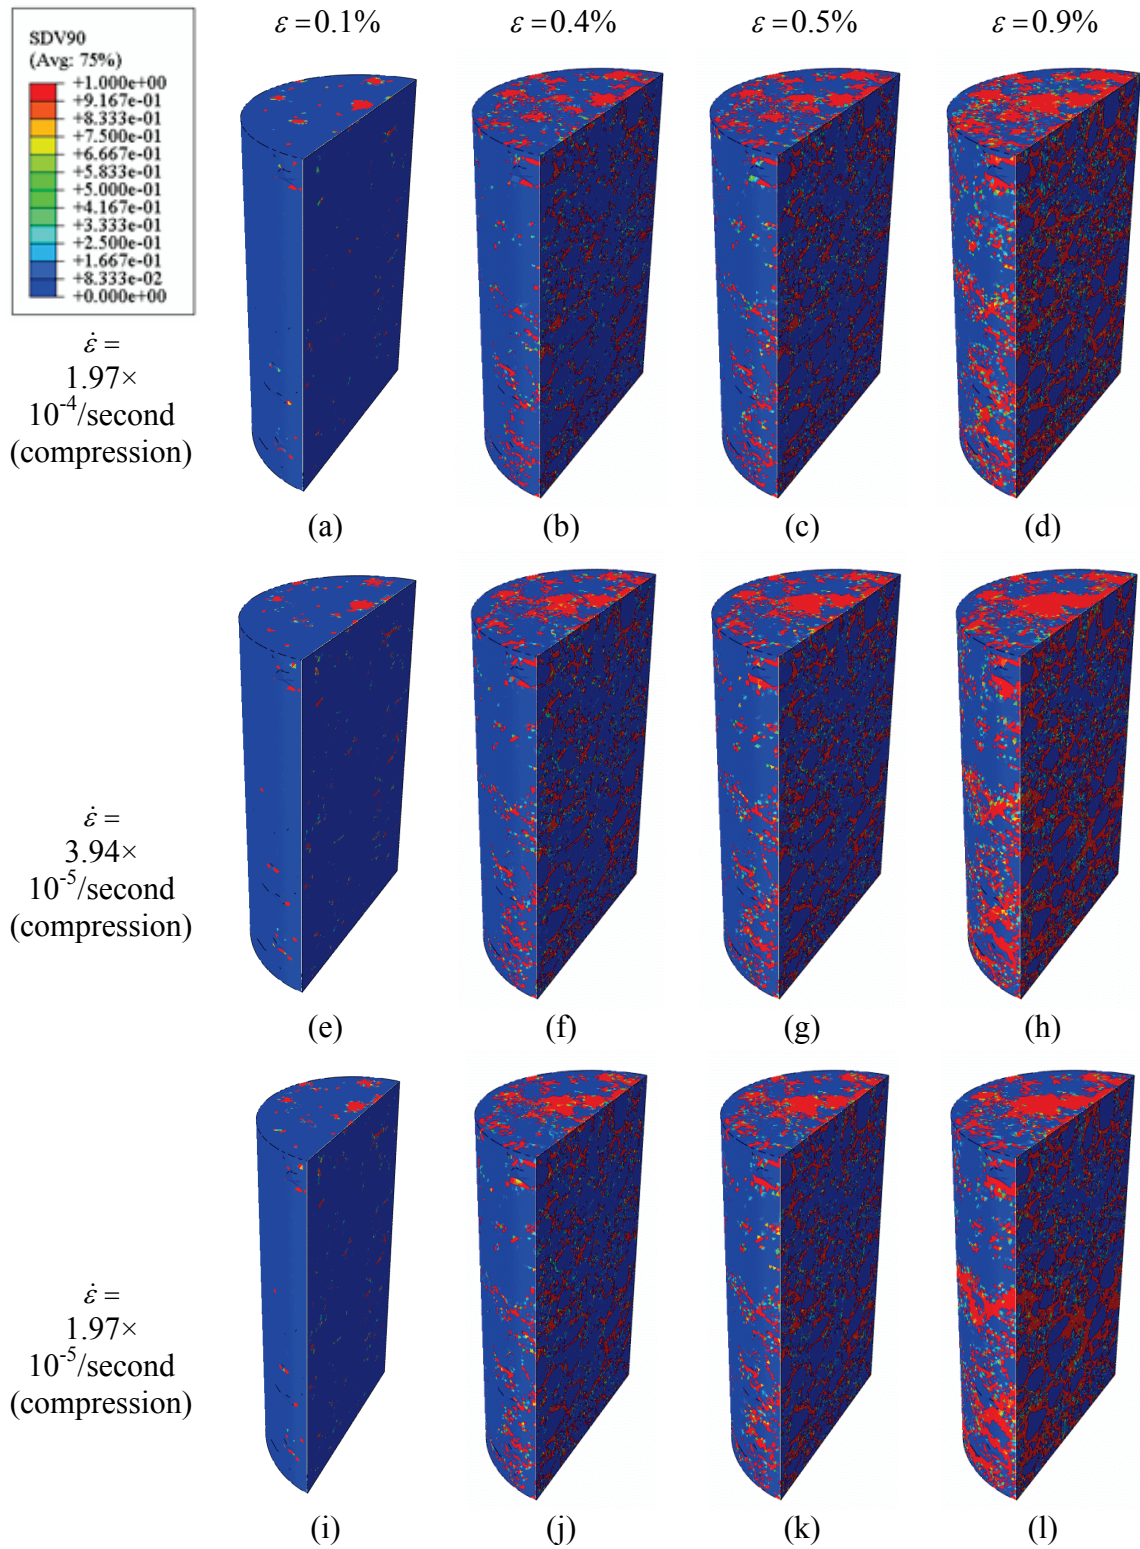 ε = 0.1%
ε = 0.4%
ε = 0.5%
ε = 0.9%
SDV90
(Avg: 75%)
+1.000e+00
+9.167e-01
+8.333e-01
+7.500e-01
+6.667e-01
+5.833e-01
+5.000e-01
+4.167e-01
+3.333e-01
+2.500e-01
+1.667e-01
+8.333e-02
+0.000e+00
ε̇ =
1.97×
10⁻⁴/second
(compression)
(a)
(b)
(c)
(d)
ε̇ =
3.94×
10⁻⁵/second
(compression)
(e)
(f)
(g)
(h)
ε̇ =
1.97×
10⁻⁵/second
(compression)
(i)
(j)
(k)
(l)